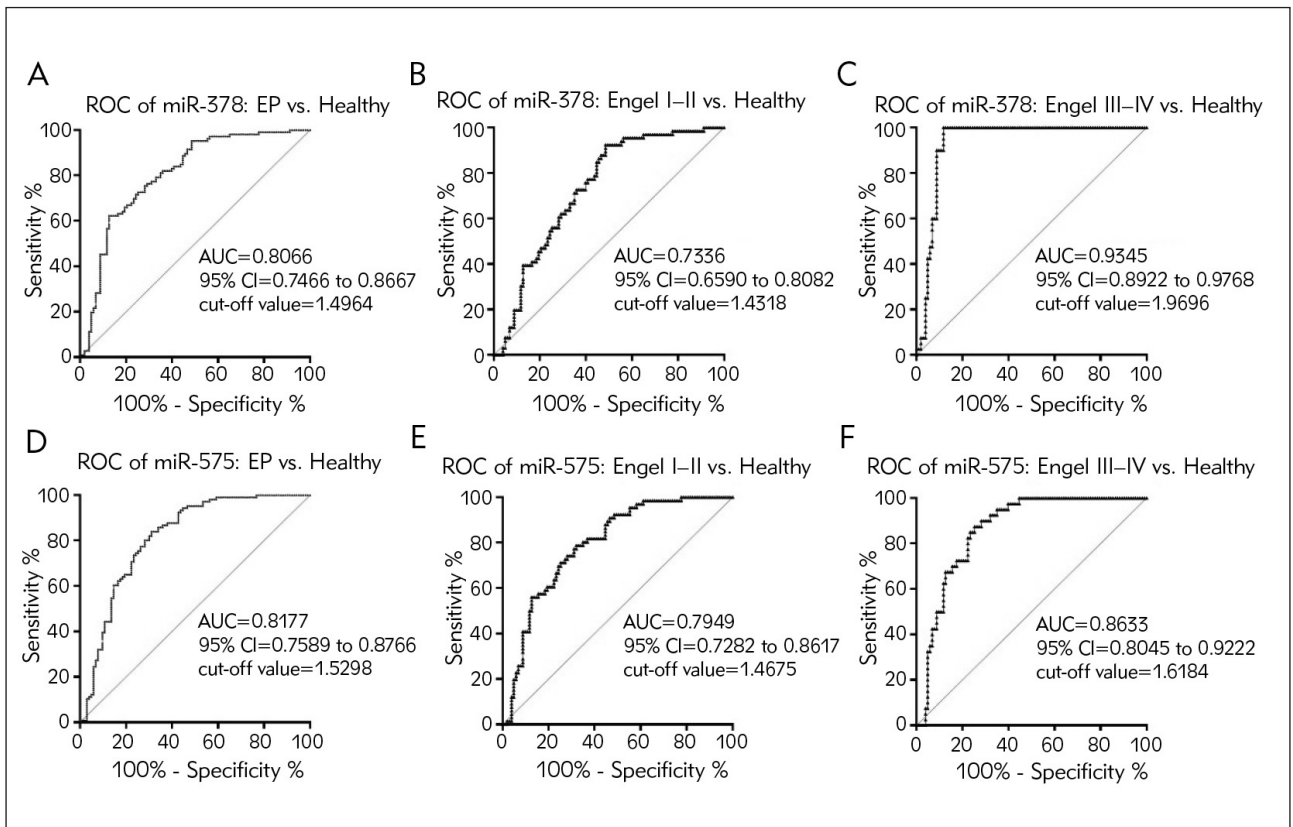 A
ROC of miR-378: EP vs. Healthy
Sensitivity %
100
80
60
40
20
0
AUC=0.8066
95% CI=0.7466 to 0.8667
cut-off value=1.4964
0 20 40 60 80 100
100% - Specificity %
B
ROC of miR-378: Engel I–II vs. Healthy
Sensitivity %
100
80
60
40
20
0
AUC=0.7336
95% CI=0.6590 to 0.8082
cut-off value=1.4318
0 20 40 60 80 100
100% - Specificity %
C
ROC of miR-378: Engel III–IV vs. Healthy
Sensitivity %
100
80
60
40
20
0
AUC=0.9345
95% CI=0.8922 to 0.9768
cut-off value=1.9696
0 20 40 60 80 100
100% - Specificity %
D
ROC of miR-575: EP vs. Healthy
Sensitivity %
100
80
60
40
20
0
AUC=0.8177
95% CI=0.7589 to 0.8766
cut-off value=1.5298
0 20 40 60 80 100
100% - Specificity %
E
ROC of miR-575: Engel I–II vs. Healthy
Sensitivity %
100
80
60
40
20
0
AUC=0.7949
95% CI=0.7282 to 0.8617
cut-off value=1.4675
0 20 40 60 80 100
100% - Specificity %
F
ROC of miR-575: Engel III–IV vs. Healthy
Sensitivity %
100
80
60
40
20
0
AUC=0.8633
95% CI=0.8045 to 0.9222
cut-off value=1.6184
0 20 40 60 80 100
100% - Specificity %